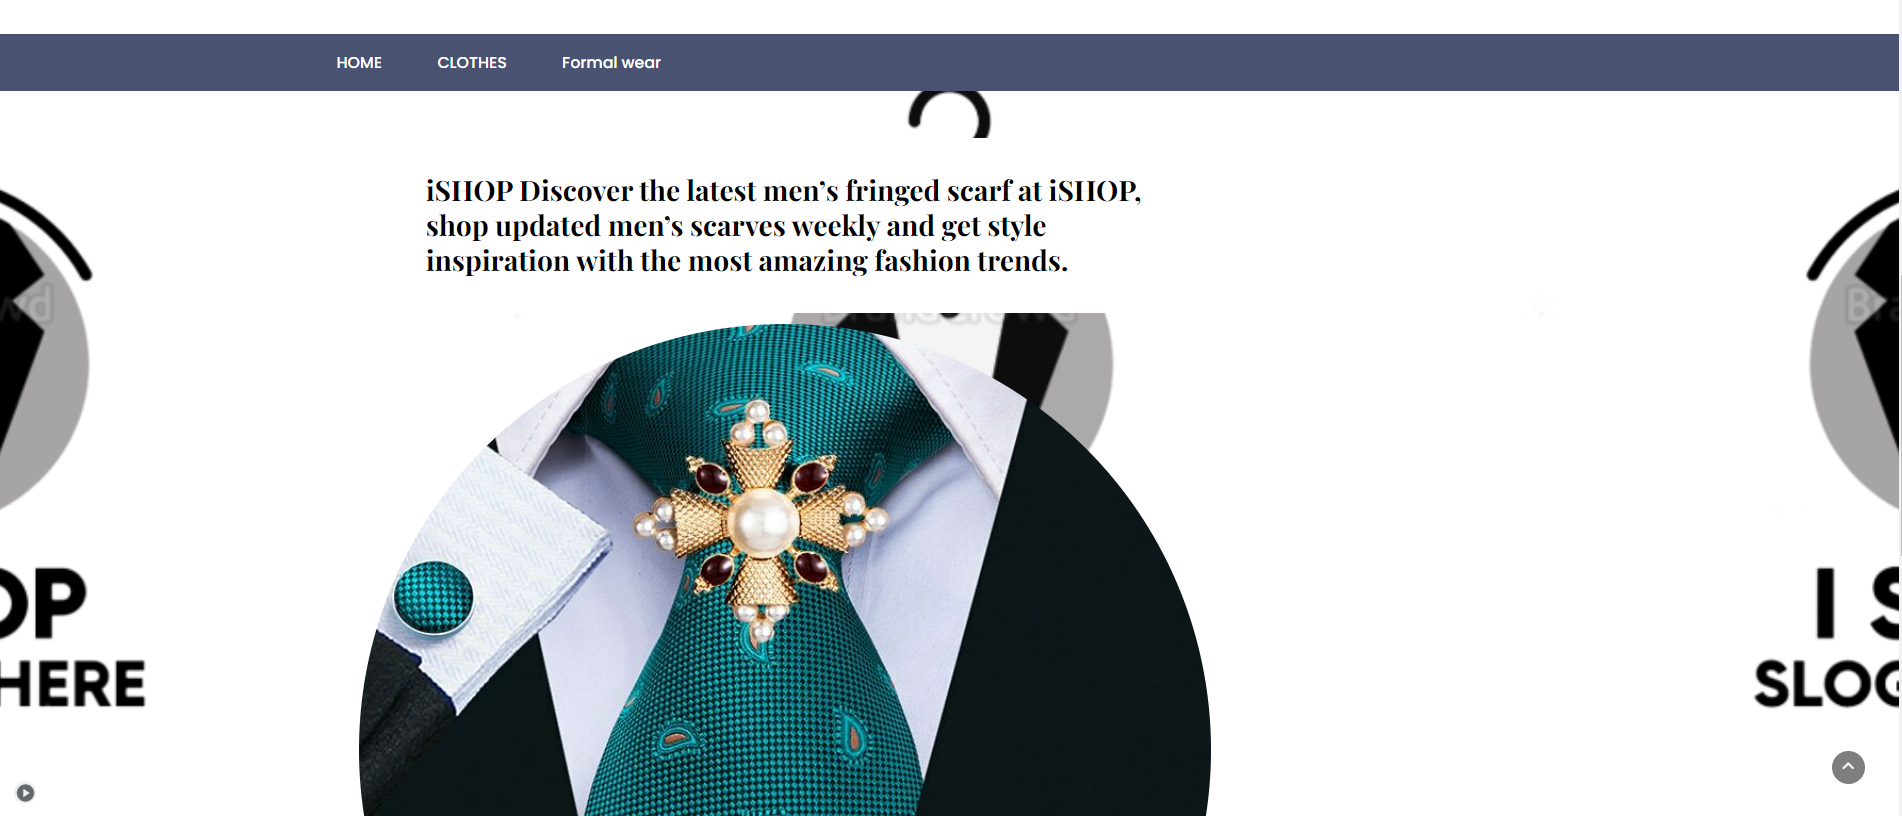 HOME CLOTHES Formal wear
iSHOP Discover the latest men’s fringed scarf at iSHOP,
shop updated men’s scarves weekly and get style
inspiration with the most amazing fashion trends.
OP
HERE
I S
SLOG